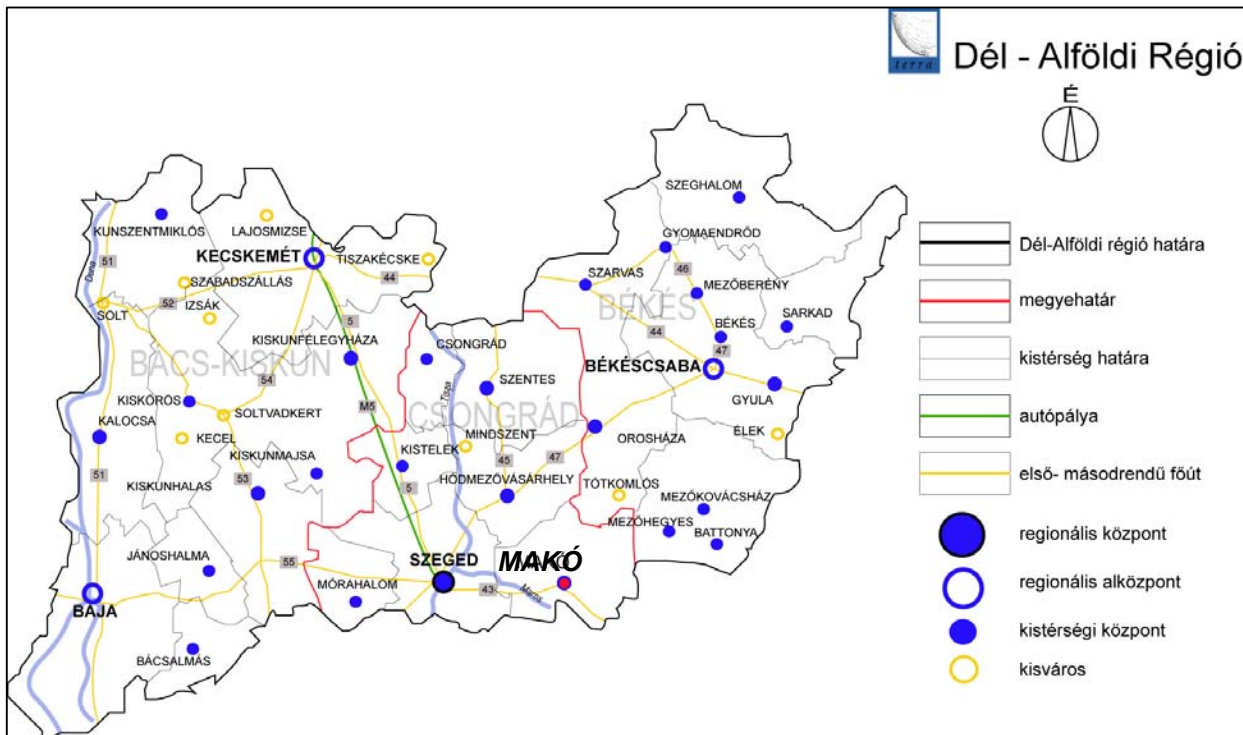 terra
Dél - Alföldi Régió
É
SZEGHALOM
KUNSZENTMIKLÓS
LAJOSMIZSE
GYOMAENDRŐD
KECSKEMÉT
TISZAKÉCSKE
Duna
51
44
SZARVAS
46
MEZŐBERÉNY
SZABADSZÁLLÁS
52
IZSÁK
SOLT
5
BÉKÉS
44
BÉKÉS
SARKAD
KISKUNFÉLEGYHÁZA
CSONGRÁD
47
BÁCS-KISKUN
Tisza
BÉKÉSCSABA
54
SZENTES
GYULA
KISKŐRÖS
M5
SOLTVADKERT
CSONGRÁD
KALOCSA
MINDSZENT
OROSHÁZA
ELEK
KECEL
KISKUNMAJSA
KISTELEK
45
47
51
53
5
HÓDMEZŐVÁSÁRHELY
TÓTKOMLÓS
KISKUNHALAS
MEZŐKOVÁCSHÁZ
MEZŐHEGYES
BATTONYA
JÁNOSHALMA
55
SZEGED
MAKÓ
MÓRAHALOM
43
Maros
BAJA
BÁCSALMÁS
Dél-Alföldi régió határa
megyehatár
kistérség határa
autópálya
első- másodrendű főút
regionális központ
regionális alközpont
kistérségi központ
kisváros